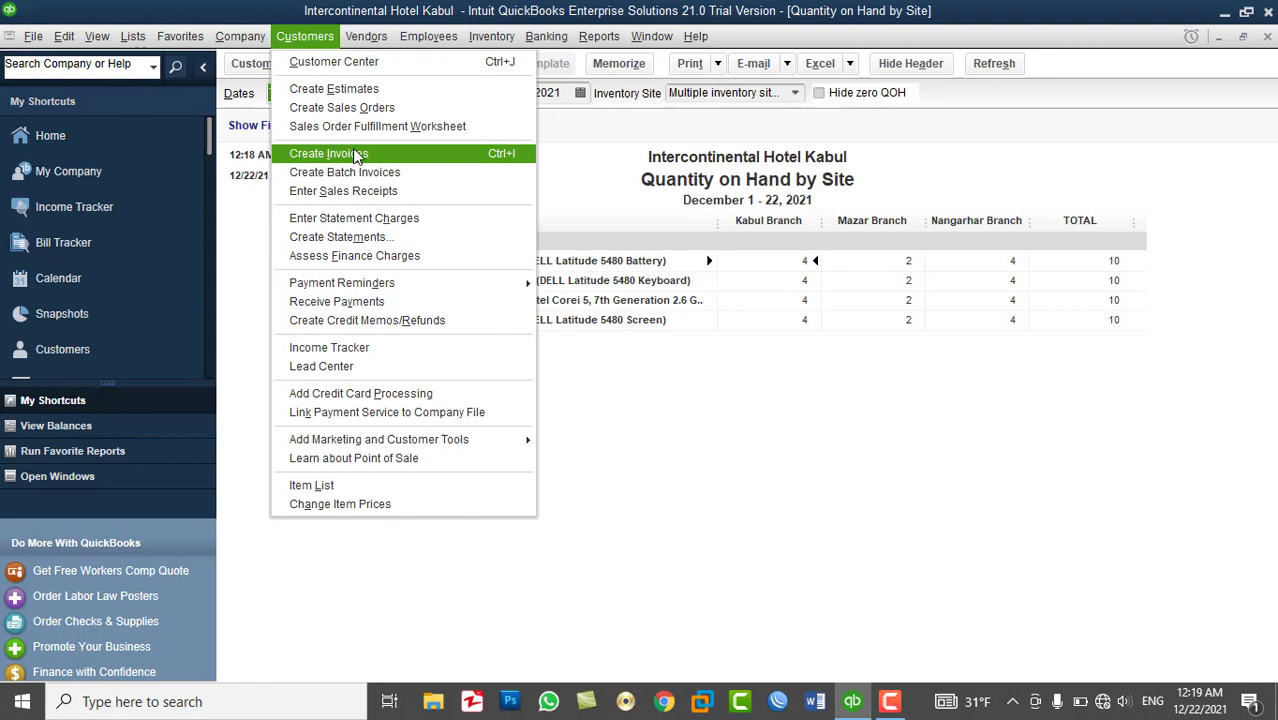 Intercontinental Hotel Kabul - Intuit QuickBooks Enterprise Solutions 21.0 Trial Version - [Quantity on Hand by Site]
File Edit View Lists Favorites Company Customers Vendors Employees Inventory Banking Reports Window Help
Search Company or Help
My Shortcuts
Home
My Company
Income Tracker
Bill Tracker
Calendar
Snapshots
Customers
My Shortcuts
View Balances
Run Favorite Reports
Open Windows
Do More With QuickBooks
Get Free Workers Comp Quote
Order Labor Law Posters
Order Checks & Supplies
Promote Your Business
Finance with Confidence
Customer Center Ctrl+J
Create Estimates
Create Sales Orders
Sales Order Fulfillment Worksheet
Create Invoices Ctrl+I
Create Batch Invoices
Enter Sales Receipts
Enter Statement Charges
Create Statements...
Assess Finance Charges
Payment Reminders
Receive Payments
Create Credit Memos/Refunds
Income Tracker
Lead Center
Add Credit Card Processing
Link Payment Service to Company File
Add Marketing and Customer Tools
Learn about Point of Sale
Item List
Change Item Prices
Memorize Print E-mail Excel Hide Header Refresh
Dates 2021 Inventory Site Multiple inventory sit... Hide zero QOH
12:18 AM
12/22/21
Intercontinental Hotel Kabul
Quantity on Hand by Site
December 1 - 22, 2021
Kabul Branch Mazar Branch Nangarhar Branch TOTAL
ELL Latitude 5480 Battery) 4 2 4 10
(DELL Latitude 5480 Keyboard) 4 2 4 10
tel Corei 5, 7th Generation 2.6 G.. 4 2 4 10
ELL Latitude 5480 Screen) 4 2 4 10
Type here to search
31°F ENG 12:19 AM
12/22/2021